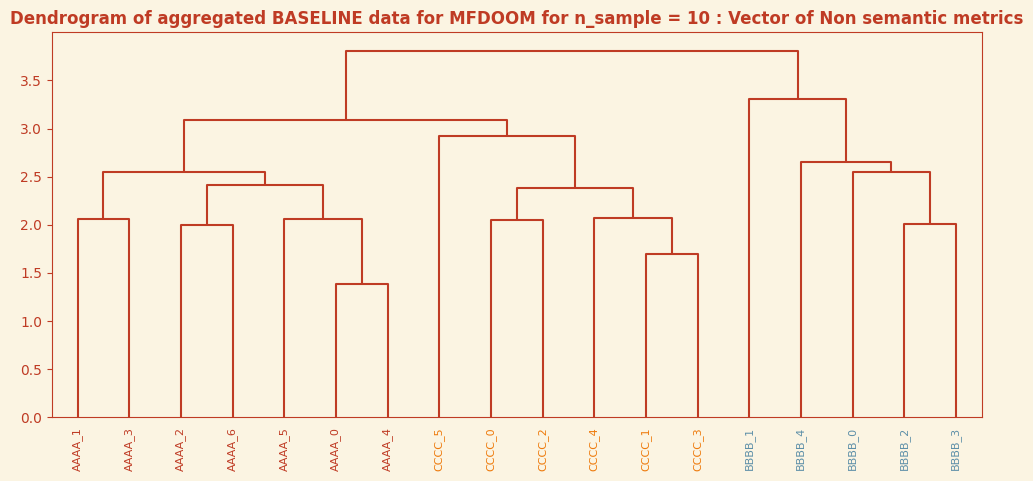 Dendrogram of aggregated BASELINE data for MFDOOM for n_sample = 10 : Vector of Non semantic metrics
3.5
3.0
2.5
2.0
1.5
1.0
0.5
0.0
AAAA_1
AAAA_3
AAAA_2
AAAA_6
AAAA_5
AAAA_0
AAAA_4
CCCC_5
CCCC_0
CCCC_2
CCCC_4
CCCC_1
CCCC_3
BBBB_1
BBBB_4
BBBB_0
BBBB_2
BBBB_3